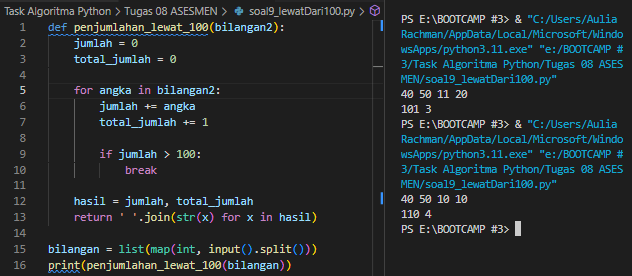 Task Algoritma Python > Tugas 08 ASESMEN > soal9_lewatDari100.py >
1 def penjumlahan_lewat_100(bilangan2):
2 jumlah = 0
3 total_jumlah = 0
4
5 for angka in bilangan2:
6 jumlah += angka
7 total_jumlah += 1
8
9 if jumlah > 100:
10 break
11
12 hasil = jumlah, total_jumlah
13 return ' '.join(str(x) for x in hasil)
14
15 bilangan = list(map(int, input().split()))
16 print(penjumlahan_lewat_100(bilangan))
PS E:\BOOTCAMP #3> & "C:/Users/Aulia
Rachman/AppData/Local/Microsoft/Windo
wsApps/python3.11.exe" "e:/BOOTCAMP #
3/Task Algoritma Python/Tugas 08 ASES
MEN/soal9_lewatDari100.py"
40 50 11 20
101 3
PS E:\BOOTCAMP #3> & "C:/Users/Aulia
Rachman/AppData/Local/Microsoft/Windo
wsApps/python3.11.exe" "e:/BOOTCAMP #
3/Task Algoritma Python/Tugas 08 ASES
MEN/soal9_lewatDari100.py"
40 50 10 10
110 4
PS E:\BOOTCAMP #3>